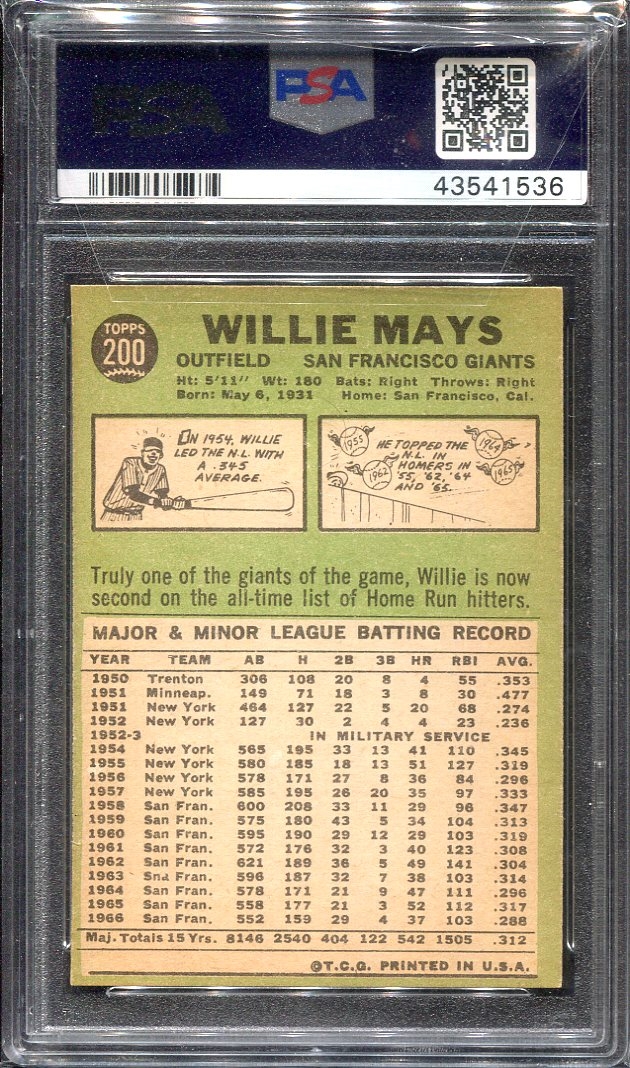 PSA
PSA
43541536
TOPPS
200
WILLIE MAYS
OUTFIELD SAN FRANCISCO GIANTS
Ht: 5'11" Wt: 180 Bats: Right Throws: Right
Born: May 6, 1931 Home: San Francisco, Cal.
IN 1954, WILLIE
LED THE N.L. WITH
A .345
AVERAGE.
1955
1962
1964
1965
HE TOPPED THE
N.L. IN
HOMERS IN
'55, '62, '64
AND '65.
Truly one of the giants of the game, Willie is now
second on the all-time list of Home Run hitters.
MAJOR & MINOR LEAGUE BATTING RECORD
YEAR TEAM AB H 2B 3B HR RBI AVG.
1950 Trenton 306 108 20 8 4 55 .353
1951 Minneap. 149 71 18 3 8 30 .477
1951 New York 464 127 22 5 20 68 .274
1952 New York 127 30 2 4 4 23 .236
1952-3 IN MILITARY SERVICE
1954 New York 565 195 33 13 41 110 .345
1955 New York 580 185 18 13 51 127 .319
1956 New York 578 171 27 8 36 84 .296
1957 New York 585 195 26 20 35 97 .333
1958 San Fran. 600 208 33 11 29 96 .347
1959 San Fran. 575 180 43 5 34 104 .313
1960 San Fran. 595 190 29 12 29 103 .319
1961 San Fran. 572 176 32 3 40 123 .308
1962 San Fran. 621 189 36 5 49 141 .304
1963 San Fran. 596 187 32 7 38 103 .314
1964 San Fran. 578 171 21 9 47 111 .296
1965 San Fran. 558 177 21 3 52 112 .317
1966 San Fran. 552 159 29 4 37 103 .288
Maj. Totals 15 Yrs. 8146 2540 404 122 542 1505 .312
©T.C.G. PRINTED IN U.S.A.